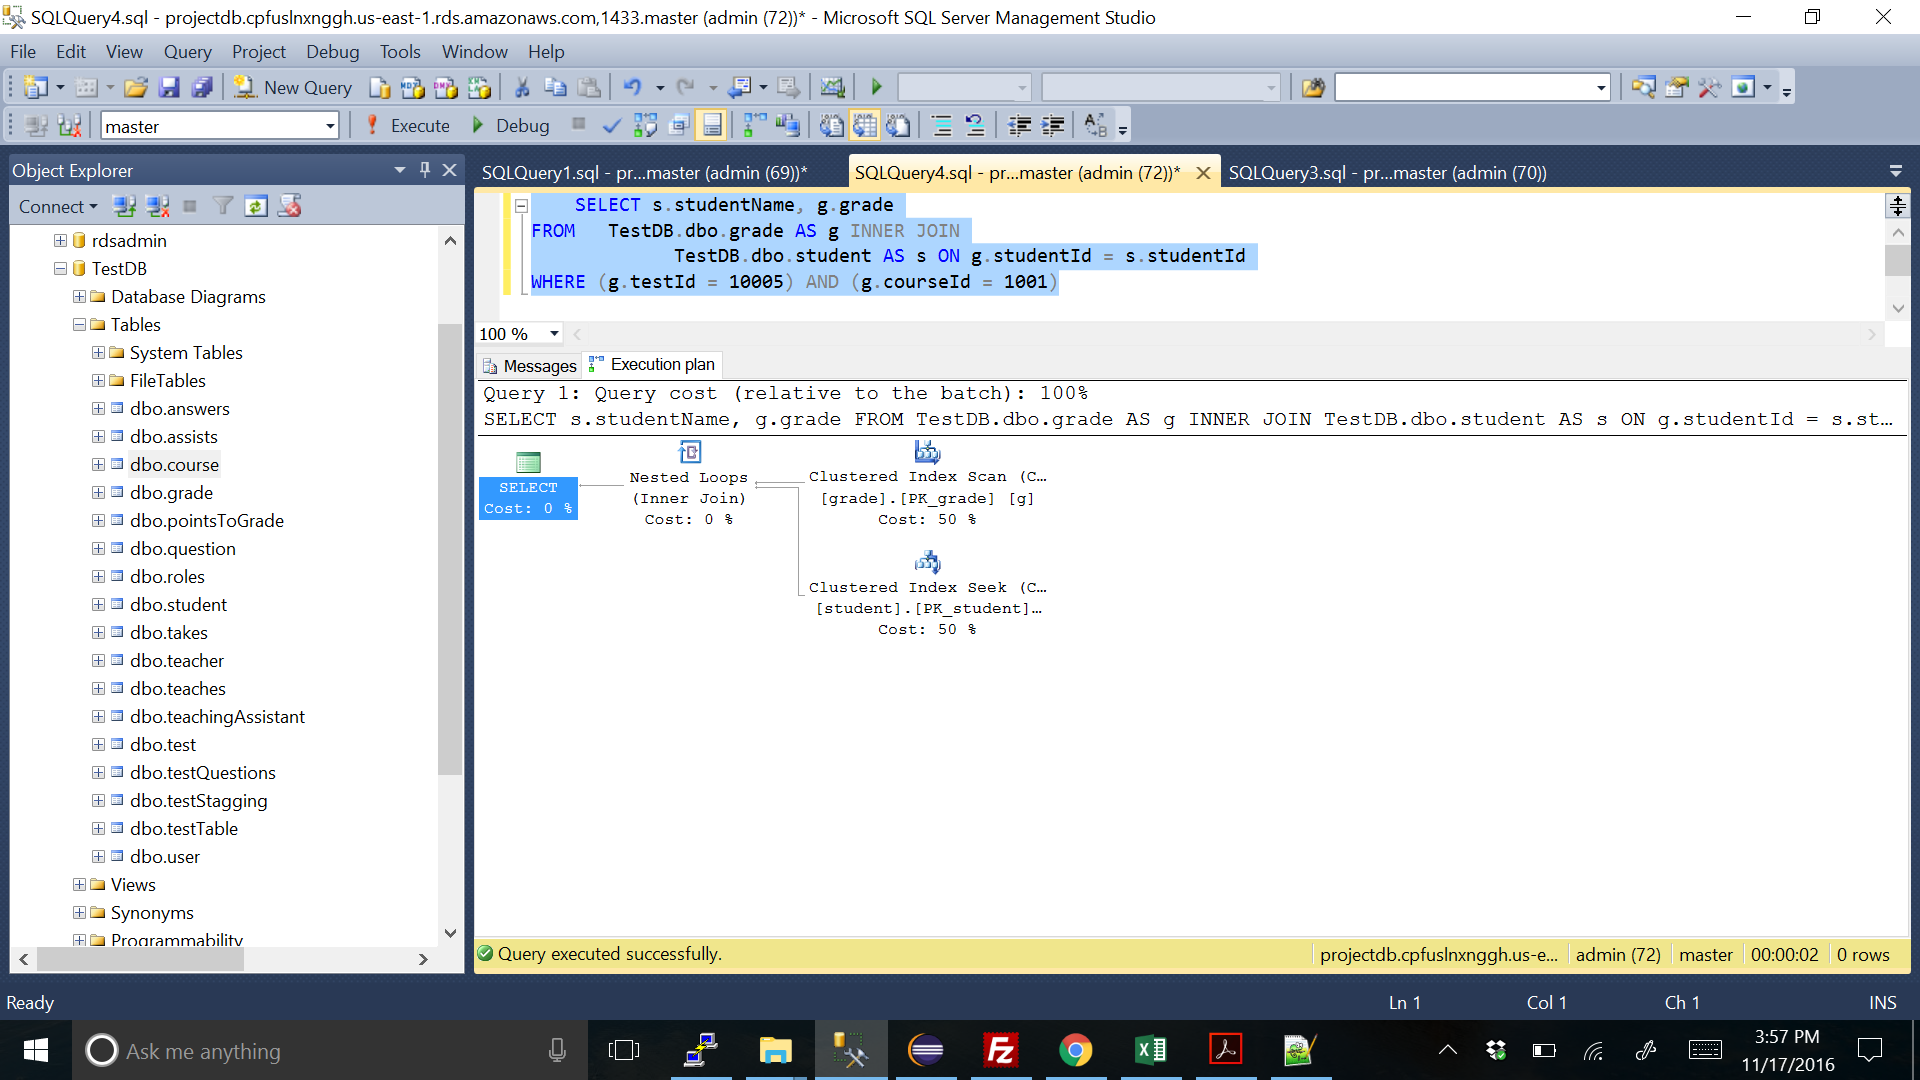 SQLQuery4.sql - projectdb.cpfuslnxnggh.us-east-1.rds.amazonaws.com,1433.master (admin (72))* - Microsoft SQL Server Management Studio
File Edit View Query Project Debug Tools Window Help
New Query
master Execute Debug
Object Explorer
Connect
rdsadmin
TestDB
Database Diagrams
Tables
System Tables
FileTables
dbo.answers
dbo.assists
dbo.course
dbo.grade
dbo.pointsToGrade
dbo.question
dbo.roles
dbo.student
dbo.takes
dbo.teacher
dbo.teaches
dbo.teachingAssistant
dbo.test
dbo.testQuestions
dbo.testStagging
dbo.testTable
dbo.user
Views
Synonyms
Programmability
SQLQuery1.sql - pr...master (admin (69))* SQLQuery4.sql - pr...master (admin (72))* SQLQuery3.sql - pr...master (admin (70))
SELECT s.studentName, g.grade
FROM TestDB.dbo.grade AS g INNER JOIN
TestDB.dbo.student AS s ON g.studentId = s.studentId
WHERE (g.testId = 10005) AND (g.courseId = 1001)
100 %
Messages Execution plan
Query 1: Query cost (relative to the batch): 100%
SELECT s.studentName, g.grade FROM TestDB.dbo.grade AS g INNER JOIN TestDB.dbo.student AS s ON g.studentId = s.st...
SELECT
Cost: 0 %
Nested Loops
(Inner Join)
Cost: 0 %
Clustered Index Scan (C...
[grade].[PK_grade] [g]
Cost: 50 %
Clustered Index Seek (C...
[student].[PK_student]...
Cost: 50 %
Query executed successfully. projectdb.cpfuslnxnggh.us-e... admin (72) master 00:00:02 0 rows
Ready Ln 1 Col 1 Ch 1 INS
Ask me anything
3:57 PM
11/17/2016